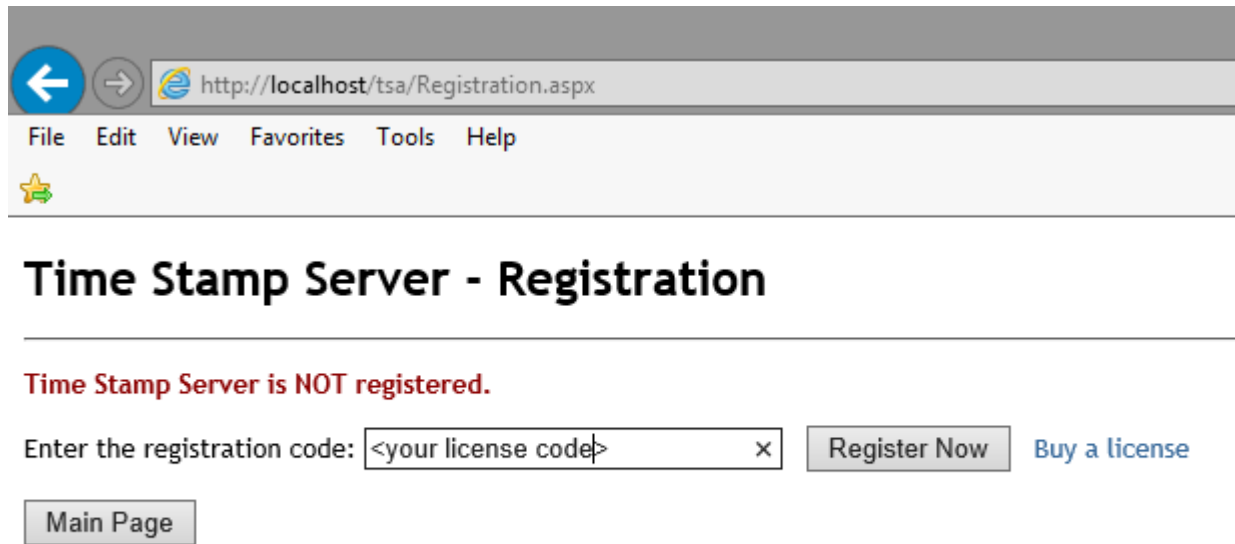 http://localhost/tsa/Registration.aspx
File Edit View Favorites Tools Help
Time Stamp Server - Registration
Time Stamp Server is NOT registered.
Enter the registration code: <your license code> × Register Now Buy a license
Main Page